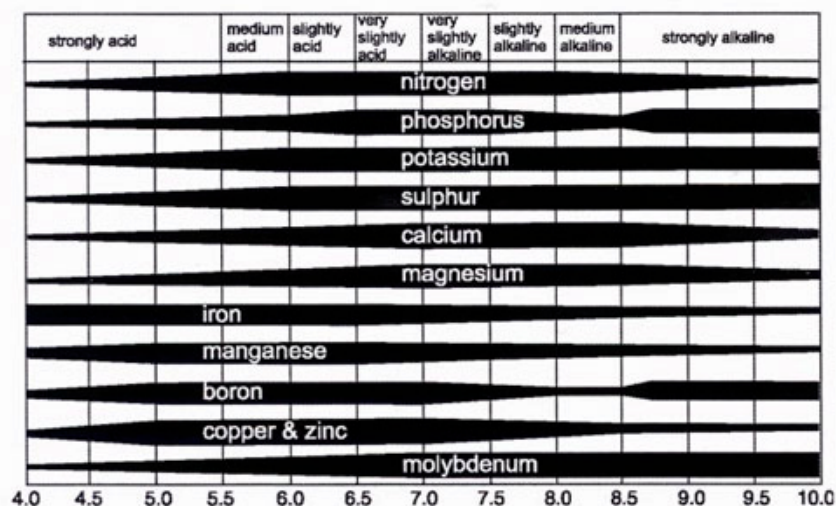 strongly acid
medium
acid
slightly
acid
very
slightly
acid
very
slightly
alkaline
slightly
alkaline
medium
alkaline
strongly alkaline
nitrogen
phosphorus
potassium
sulphur
calcium
magnesium
iron
manganese
boron
copper & zinc
molybdenum
4.0 4.5 5.0 5.5 6.0 6.5 7.0 7.5 8.0 8.5 9.0 9.5 10.0